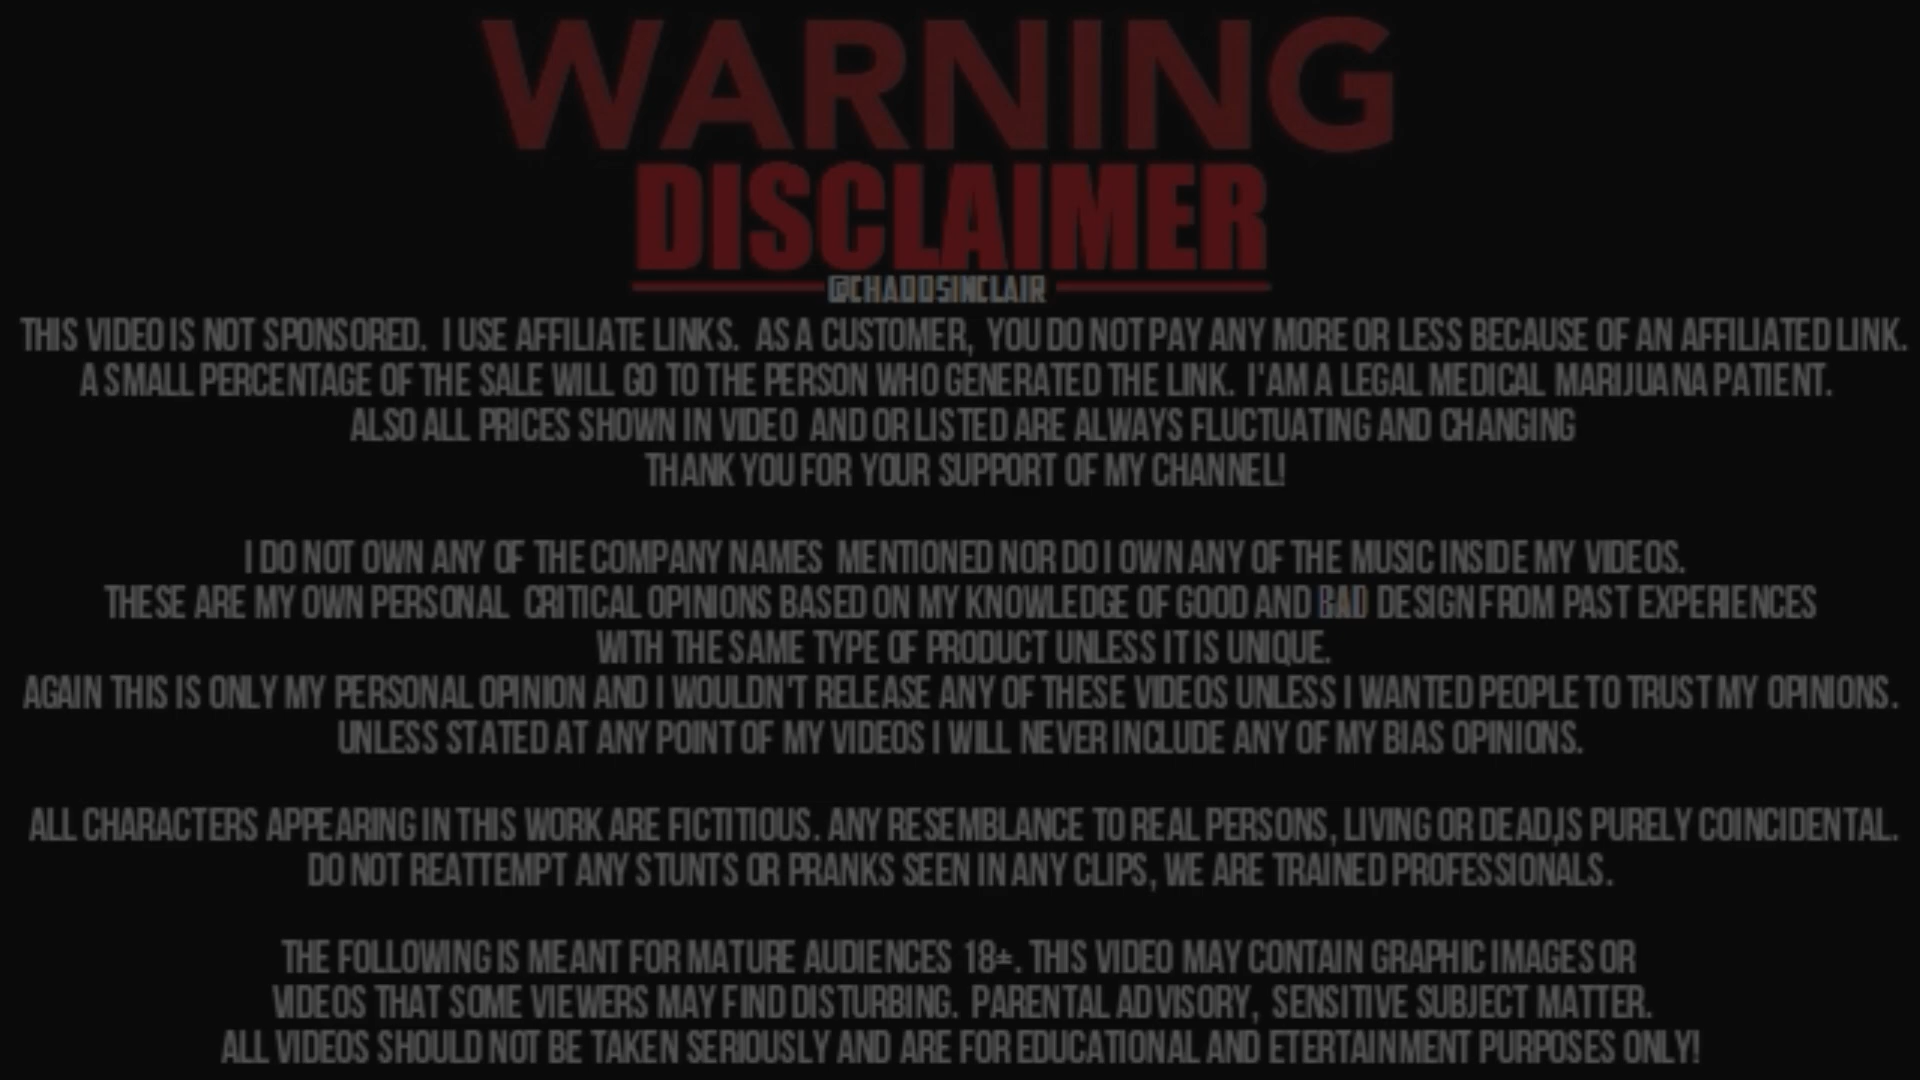 WARNING
DISCLAIMER
@CHADDSINCLAIR
THIS VIDEO IS NOT SPONSORED. I USE AFFILIATE LINKS. AS A CUSTOMER, YOU DO NOT PAY ANY MORE OR LESS BECAUSE OF AN AFFILIATED LINK.
A SMALL PERCENTAGE OF THE SALE WILL GO TO THE PERSON WHO GENERATED THE LINK. I'AM A LEGAL MEDICAL MARIJUANA PATIENT.
ALSO ALL PRICES SHOWN IN VIDEO AND OR LISTED ARE ALWAYS FLUCTUATING AND CHANGING
THANK YOU FOR YOUR SUPPORT OF MY CHANNEL!
I DO NOT OWN ANY OF THE COMPANY NAMES MENTIONED NOR DO I OWN ANY OF THE MUSIC INSIDE MY VIDEOS.
THESE ARE MY OWN PERSONAL CRITICAL OPINIONS BASED ON MY KNOWLEDGE OF GOOD AND BAD DESIGN FROM PAST EXPERIENCES
WITH THE SAME TYPE OF PRODUCT UNLESS IT IS UNIQUE.
AGAIN THIS IS ONLY MY PERSONAL OPINION AND I WOULDN'T RELEASE ANY OF THESE VIDEOS UNLESS I WANTED PEOPLE TO TRUST MY OPINIONS.
UNLESS STATED AT ANY POINT OF MY VIDEOS I WILL NEVER INCLUDE ANY OF MY BIAS OPINIONS.
ALL CHARACTERS APPEARING IN THIS WORK ARE FICTITIOUS. ANY RESEMBLANCE TO REAL PERSONS, LIVING OR DEAD,IS PURELY COINCIDENTAL.
DO NOT REATTEMPT ANY STUNTS OR PRANKS SEEN IN ANY CLIPS, WE ARE TRAINED PROFESSIONALS.
THE FOLLOWING IS MEANT FOR MATURE AUDIENCES 18+. THIS VIDEO MAY CONTAIN GRAPHIC IMAGES OR
VIDEOS THAT SOME VIEWERS MAY FIND DISTURBING. PARENTAL ADVISORY, SENSITIVE SUBJECT MATTER.
ALL VIDEOS SHOULD NOT BE TAKEN SERIOUSLY AND ARE FOR EDUCATIONAL AND ETERTAINMENT PURPOSES ONLY!